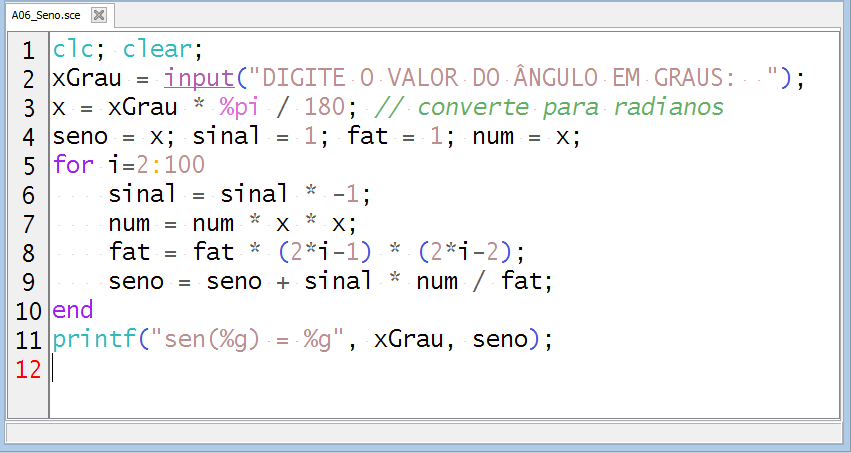 A06_Seno.sce
1 clc; clear;
2 xGrau = input("DIGITE O VALOR DO ÂNGULO EM GRAUS:  ");
3 x = xGrau * %pi / 180; // converte para radianos
4 seno = x; sinal = 1; fat = 1; num = x;
5 for i=2:100
6     sinal = sinal * -1;
7     num = num * x * x;
8     fat = fat * (2*i-1) * (2*i-2);
9     seno = seno + sinal * num / fat;
10 end
11 printf("sen(%g) = %g", xGrau, seno);
12